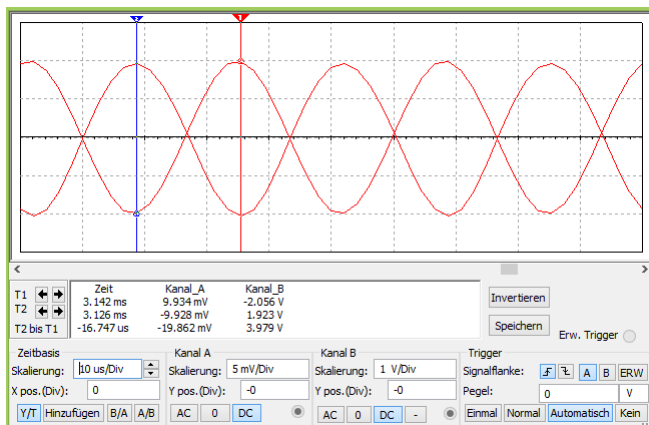 2 1
Zeit Kanal_A Kanal_B
T1 3.142 ms 9.934 mV -2.056 V
T2 3.126 ms -9.928 mV 1.923 V
T2 bis T1 -16.747 us -19.862 mV 3.979 V
Invertieren
Speichern
Erw. Trigger
Zeitbasis Kanal A Kanal B Trigger
Skalierung: 10 us/Div Skalierung: 5 mV/Div Skalierung: 1 V/Div Signalflanke: A B ERW
X pos.(Div): 0 Y pos.(Div): -0 Y pos.(Div): -0 Pegel: 0 V
Y/T Hinzufügen B/A A/B AC 0 DC AC 0 DC - Einmal Normal Automatisch Kein